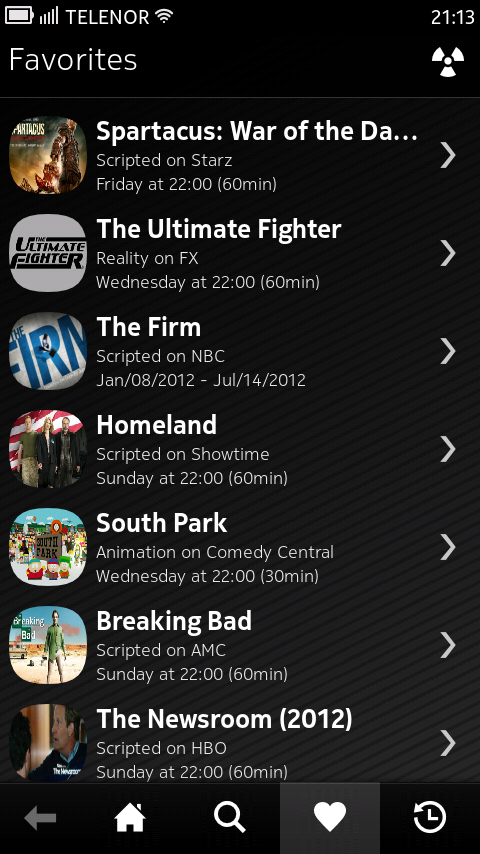 TELENOR 21:13
Favorites
SPARTACUS
Spartacus: War of the Da...
Scripted on Starz
Friday at 22:00 (60min)
THE ULTIMATE FIGHTER
The Ultimate Fighter
Reality on FX
Wednesday at 22:00 (60min)
THE FIRM
The Firm
Scripted on NBC
Jan/08/2012 - Jul/14/2012
Homeland
Scripted on Showtime
Sunday at 22:00 (60min)
SOUTH PARK
South Park
Animation on Comedy Central
Wednesday at 22:00 (30min)
Breaking Bad
Breaking Bad
Scripted on AMC
Sunday at 22:00 (60min)
The Newsroom
The Newsroom (2012)
Scripted on HBO
Sunday at 22:00 (60min)